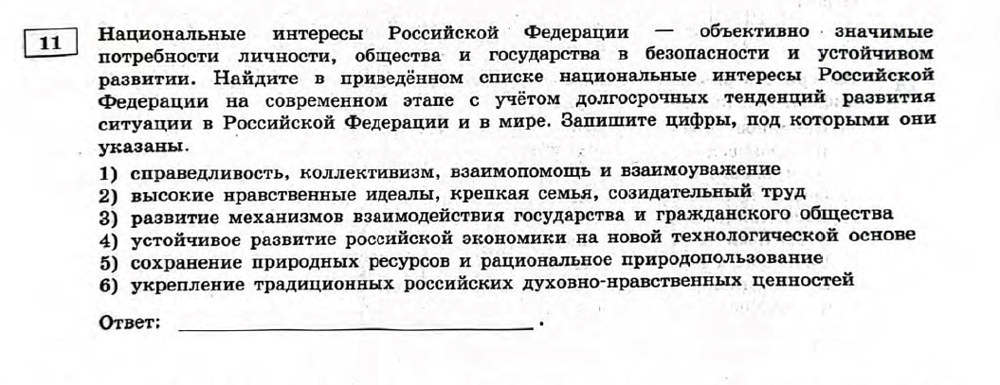 11
Национальные интересы Российской Федерации — объективно значимые
потребности личности, общества и государства в безопасности и устойчивом
развитии. Найдите в приведённом списке национальные интересы Российской
Федерации на современном этапе с учётом долгосрочных тенденций развития
ситуации в Российской Федерации и в мире. Запишите цифры, под которыми они
указаны.
1) справедливость, коллективизм, взаимопомощь и взаимоуважение
2) высокие нравственные идеалы, крепкая семья, созидательный труд
3) развитие механизмов взаимодействия государства и гражданского общества
4) устойчивое развитие российской экономики на новой технологической основе
5) сохранение природных ресурсов и рациональное природопользование
6) укрепление традиционных российских духовно-нравственных ценностей
Ответ: ______________________________.